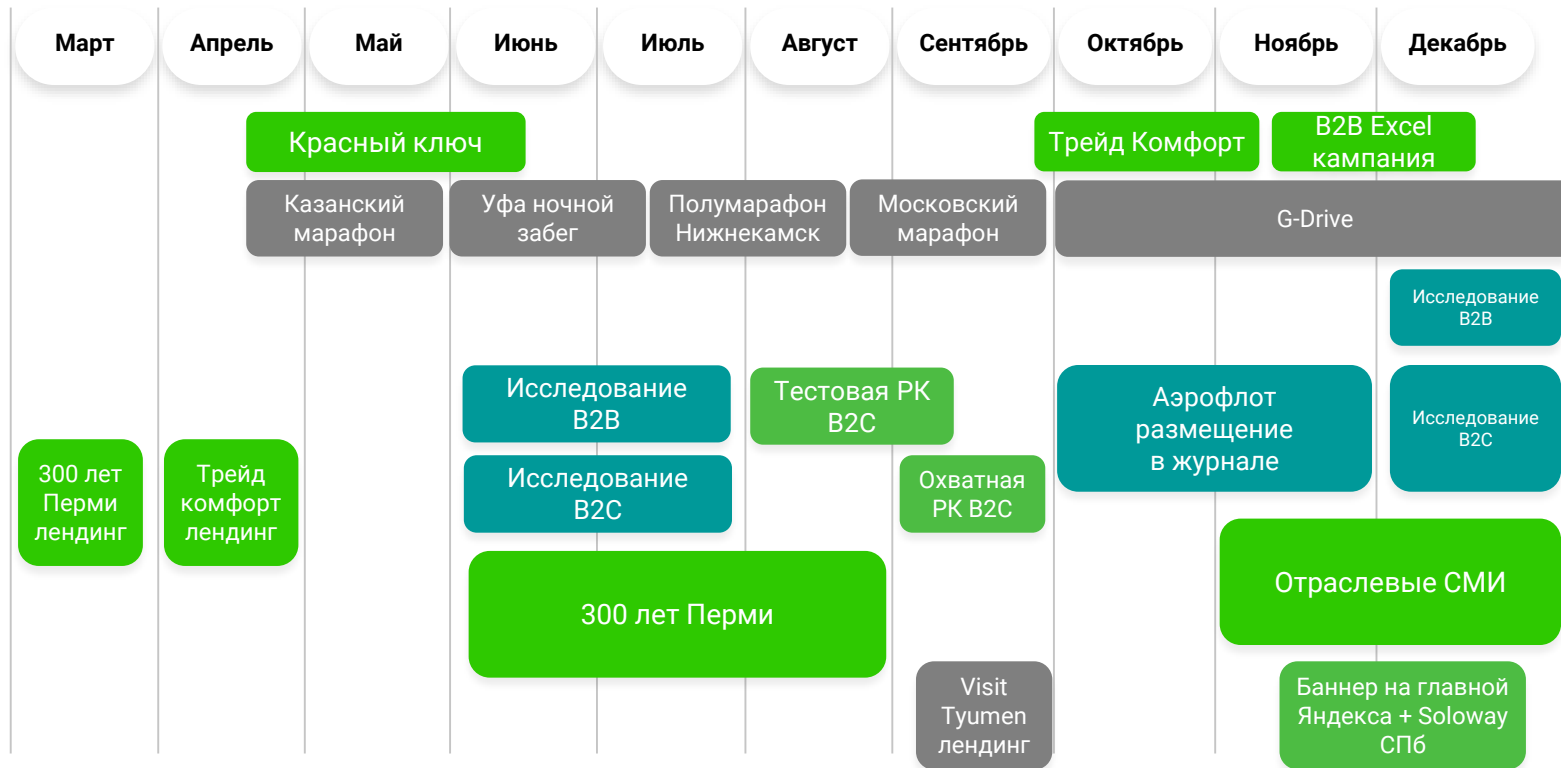 Март
Апрель
Май
Июнь
Июль
Август
Сентябрь
Октябрь
Ноябрь
Декабрь
Красный ключ
Трейд Комфорт
B2B Excel
кампания
Казанский
марафон
Уфа ночной
забег
Полумарафон
Нижнекамск
Московский
марафон
G-Drive
Исследование
B2B
Исследование
B2B
Тестовая РК
B2C
Аэрофлот
размещение
в журнале
Исследование
B2C
300 лет
Перми
лендинг
Трейд
комфорт
лендинг
Исследование
B2C
Охватная
РК B2C
300 лет Перми
Отраслевые СМИ
Visit
Tyumen
лендинг
Баннер на главной
Яндекса + Soloway
СПб